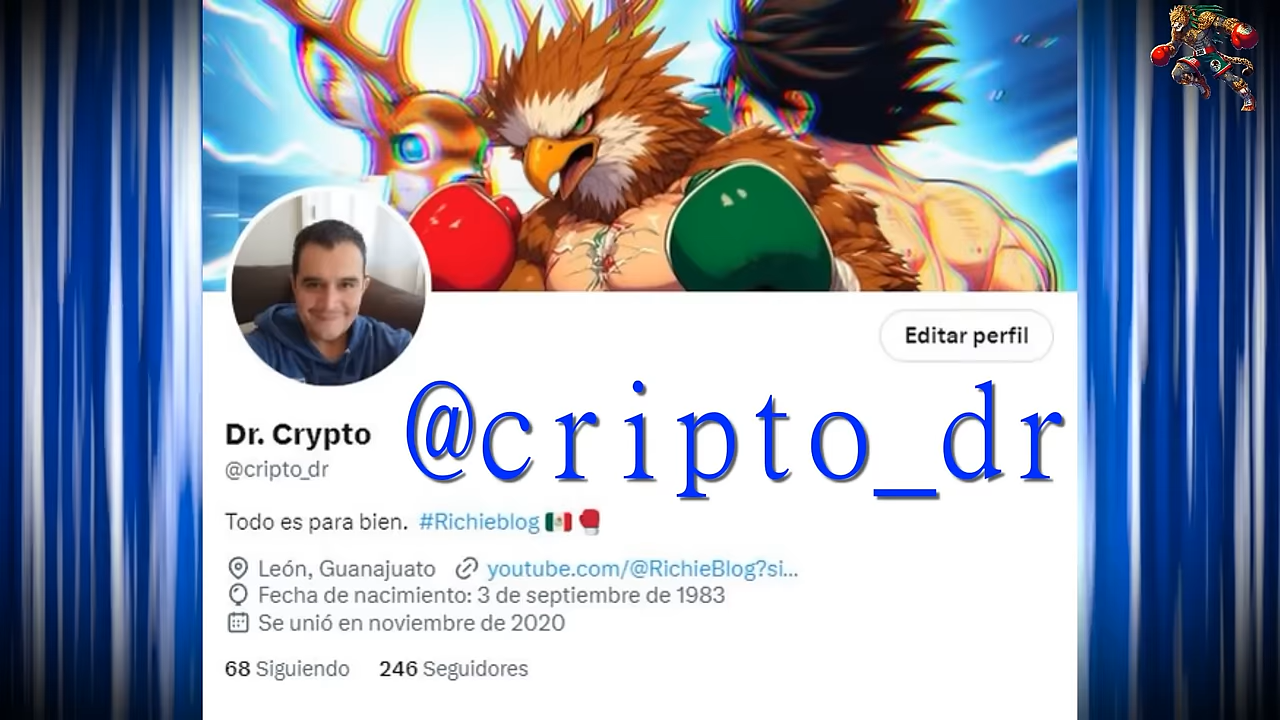 Editar perfil
@cripto_dr
Dr. Crypto
@cripto_dr
Todo es para bien. #Richieblog
León, Guanajuato youtube.com/@RichieBlog?si...
Fecha de nacimiento: 3 de septiembre de 1983
Se unió en noviembre de 2020
68 Siguiendo 246 Seguidores